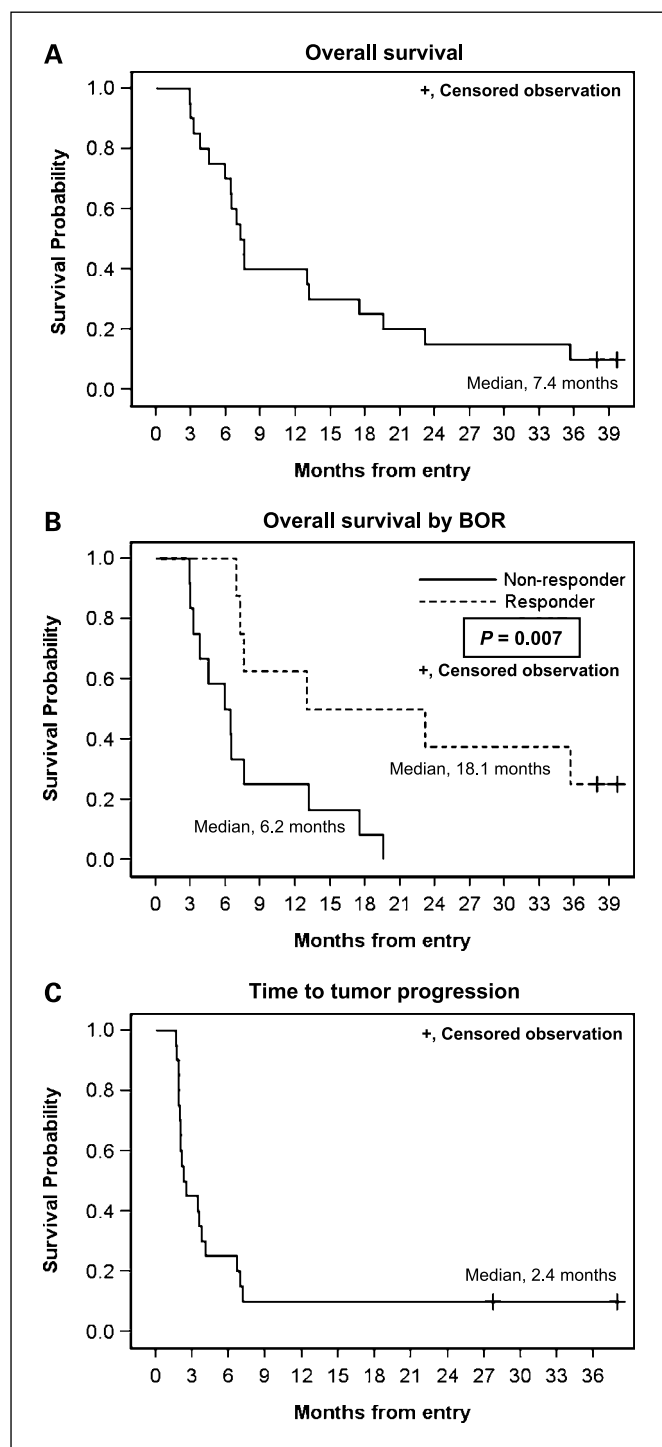 A
Overall survival
+, Censored observation
Survival Probability
1.0
0.8
0.6
0.4
0.2
0.0
Median, 7.4 months
0 3 6 9 12 15 18 21 24 27 30 33 36 39
Months from entry
B
Overall survival by BOR
Non-responder
Responder
P = 0.007
+, Censored observation
Survival Probability
1.0
0.8
0.6
0.4
0.2
0.0
Median, 18.1 months
Median, 6.2 months
0 3 6 9 12 15 18 21 24 27 30 33 36 39
Months from entry
C
Time to tumor progression
+, Censored observation
Survival Probability
1.0
0.8
0.6
0.4
0.2
0.0
Median, 2.4 months
0 3 6 9 12 15 18 21 24 27 30 33 36
Months from entry